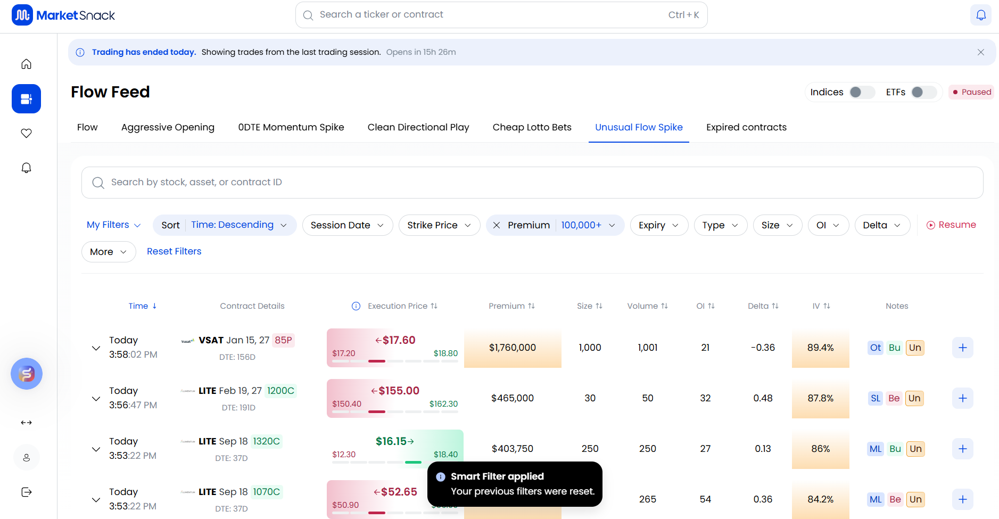 MarketSnack
Search a ticker or contract
Ctrl + K
Trading has ended today. Showing trades from the last trading session. Opens in 15h 26m
Flow Feed
Indices
ETFs
Paused
Flow
Aggressive Opening
0DTE Momentum Spike
Clean Directional Play
Cheap Lotto Bets
Unusual Flow Spike
Expired contracts
Search by stock, asset, or contract ID
My Filters
Sort
Time: Descending
Session Date
Strike Price
Premium
100,000+
Expiry
Type
Size
OI
Delta
Resume
More
Reset Filters
Time
Contract Details
Execution Price
Premium
Size
Volume
OI
Delta
IV
Notes
Today
3:58:02 PM
Viasat
VSAT Jan 15, 27 85P
DTE: 156D
←$17.60
$17.20
$18.80
$1,760,000
1,000
1,001
21
-0.36
89.4%
Ot Bu Un
Today
3:56:47 PM
LUMENTUM
LITE Feb 19, 27 1200C
DTE: 191D
←$155.00
$150.40
$162.30
$465,000
30
50
32
0.48
87.8%
SL Be Un
Today
3:53:22 PM
LUMENTUM
LITE Sep 18 1320C
DTE: 37D
$16.15→
$12.30
$18.40
$403,750
250
250
27
0.13
86%
ML Bu Un
Today
3:53:22 PM
LUMENTUM
LITE Sep 18 1070C
DTE: 37D
←$52.65
$50.90
265
54
0.36
84.2%
ML Be Un
Smart Filter applied
Your previous filters were reset.